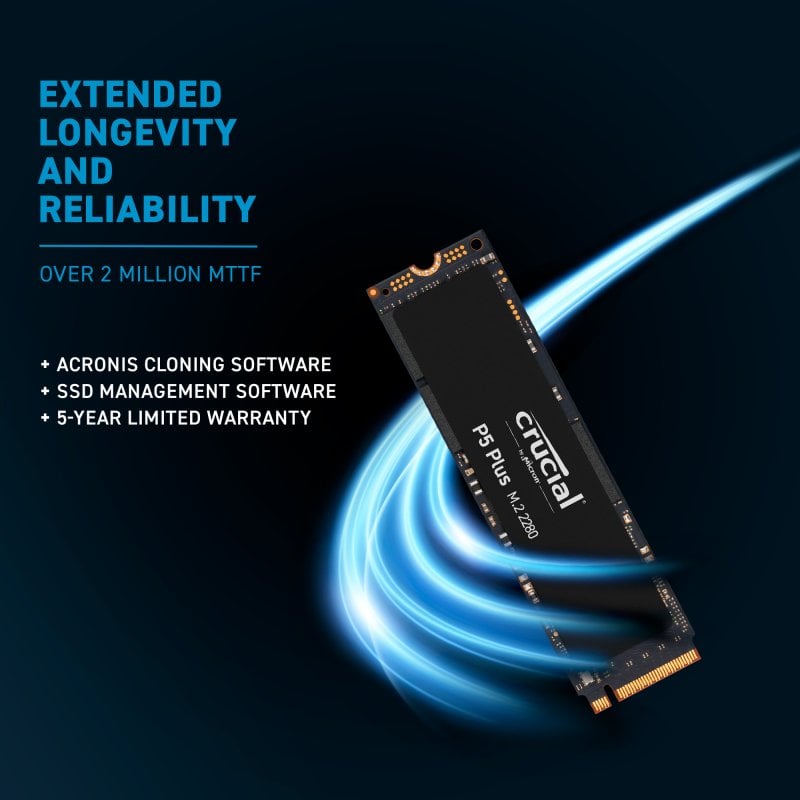 EXTENDED
LONGEVITY
AND
RELIABILITY
OVER 2 MILLION MTTF
+ ACRONIS CLONING SOFTWARE
+ SSD MANAGEMENT SOFTWARE
+ 5-YEAR LIMITED WARRANTY
crucial
by Micron
P5 Plus M.2 2280